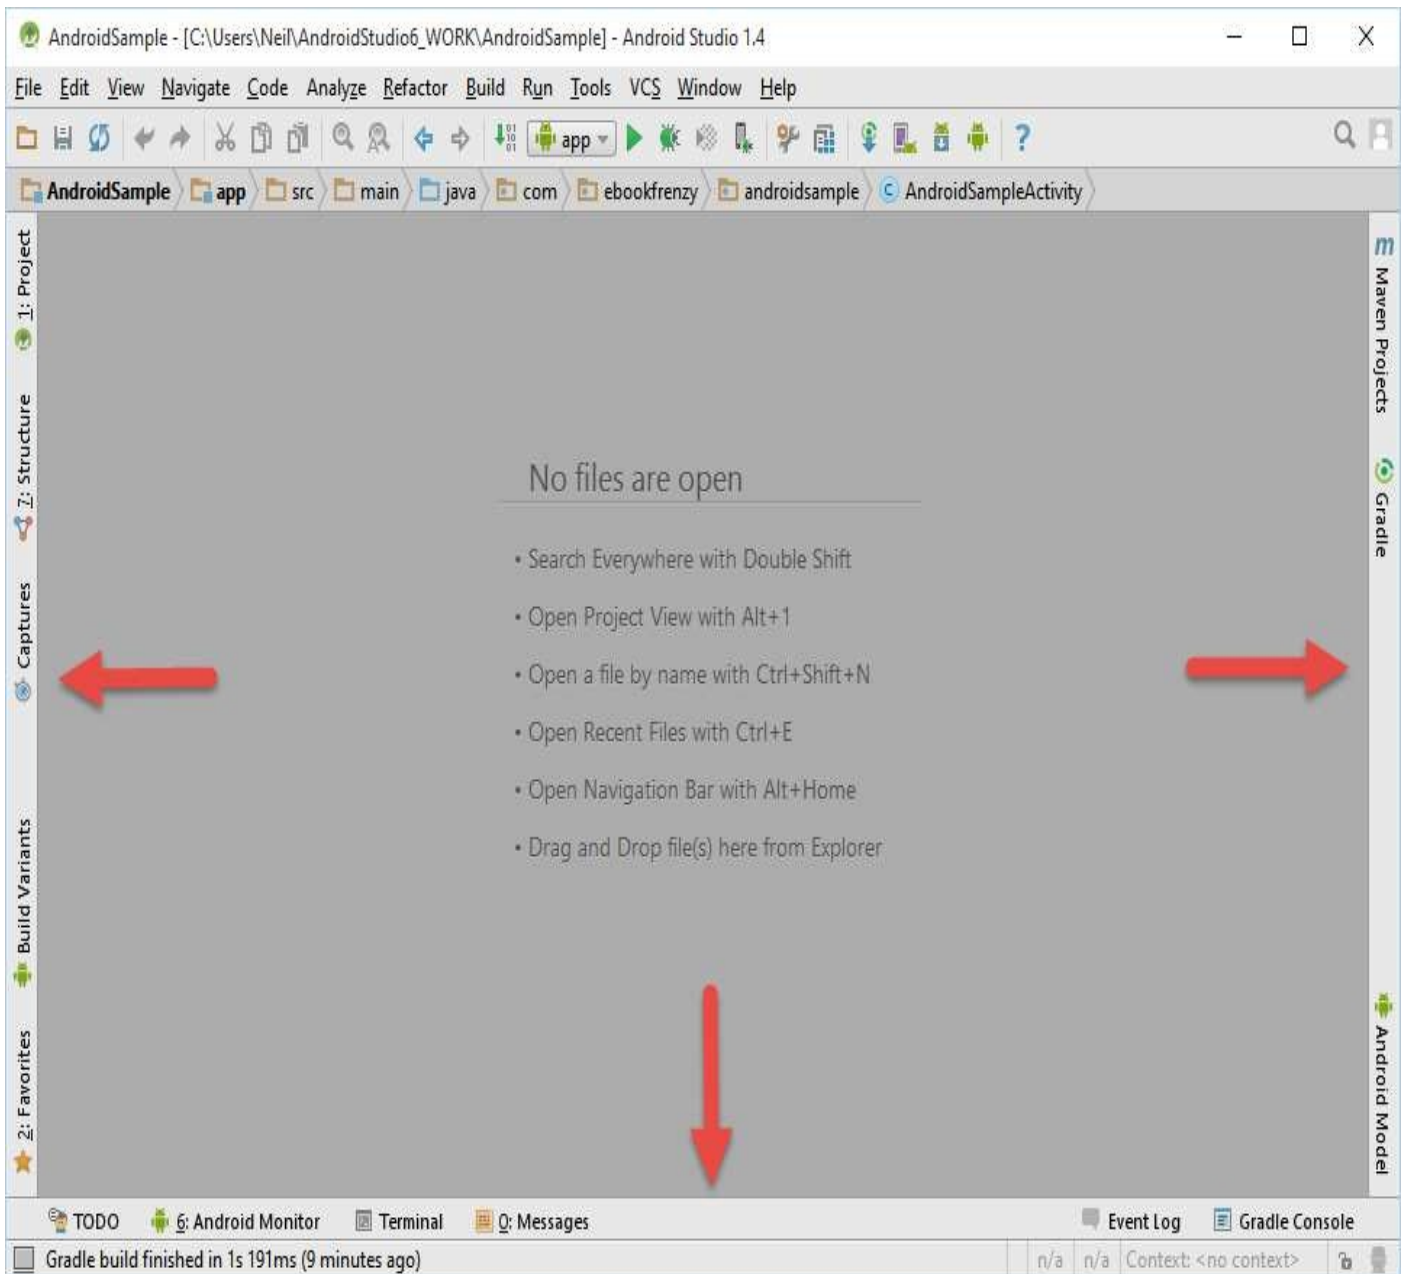 AndroidSample - [C:\Users\Neil\AndroidStudio6_WORK\AndroidSample] - Android Studio 1.4
File Edit View Navigate Code Analyze Refactor Build Run Tools VCS Window Help
app
AndroidSample app src main java com ebookfrenzy androidsample AndroidSampleActivity
1: Project
7: Structure
Captures
Build Variants
2: Favorites
No files are open
• Search Everywhere with Double Shift
• Open Project View with Alt+1
• Open a file by name with Ctrl+Shift+N
• Open Recent Files with Ctrl+E
• Open Navigation Bar with Alt+Home
• Drag and Drop file(s) here from Explorer
Maven Projects
Gradle
Android Model
TODO 6: Android Monitor Terminal 0: Messages Event Log Gradle Console
Gradle build finished in 1s 191ms (9 minutes ago) n/a n/a Context: <no context>